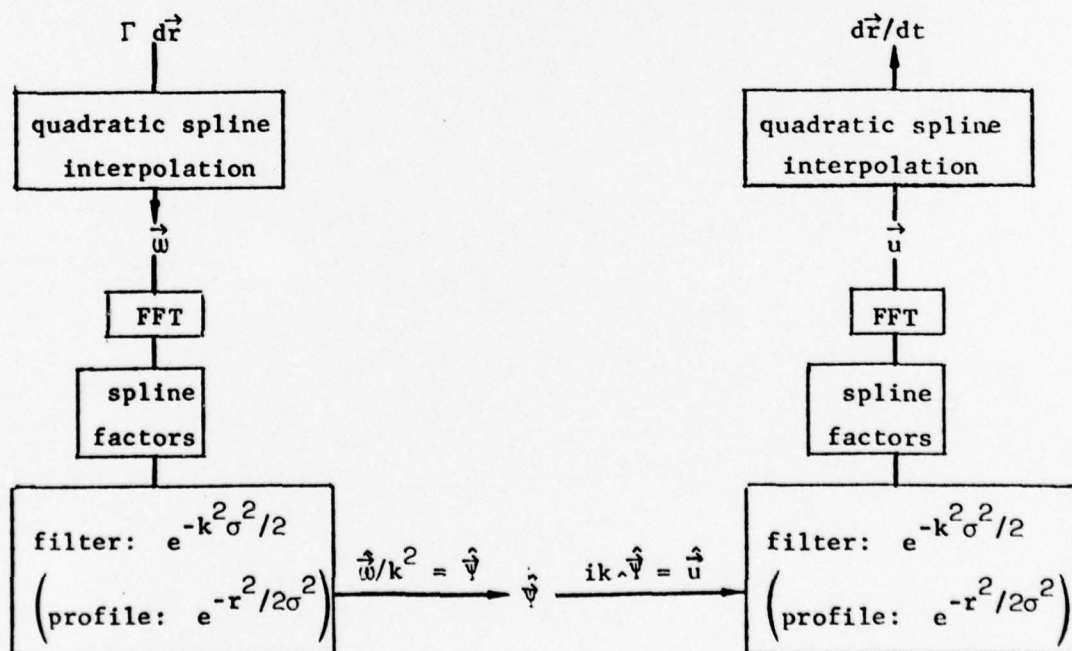 Γ dr⃗
quadratic spline
interpolation
ω⃗
FFT
spline
factors
filter: e^{-k²σ²/2}
(profile: e^{-r²/2σ²})
ω⃗̂/k² = ψ⃗̂
ψ⃗̂
ik ^ ψ⃗̂ = u⃗̂
dr⃗/dt
quadratic spline
interpolation
u⃗
FFT
spline
factors
filter: e^{-k²σ²/2}
(profile: e^{-r²/2σ²})